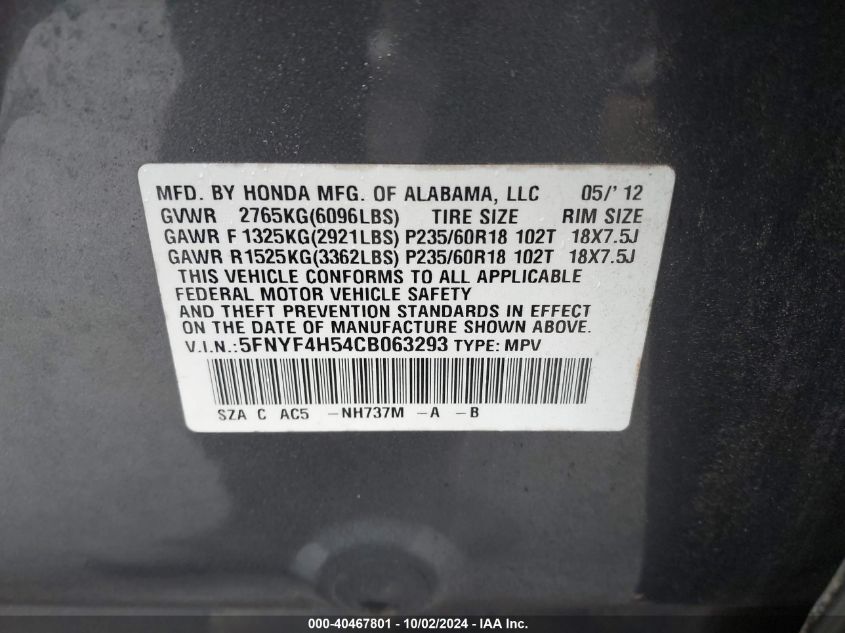 MFD. BY HONDA MFG. OF ALABAMA, LLC 05/'12
GVWR 2765KG(6096LBS) TIRE SIZE RIM SIZE
GAWR F 1325KG(2921LBS) P235/60R18 102T 18X7.5J
GAWR R1525KG(3362LBS) P235/60R18 102T 18X7.5J
THIS VEHICLE CONFORMS TO ALL APPLICABLE
FEDERAL MOTOR VEHICLE SAFETY
AND THEFT PREVENTION STANDARDS IN EFFECT
ON THE DATE OF MANUFACTURE SHOWN ABOVE.
V.I.N.:5FNYF4H54CB063293 TYPE: MPV
SZA C AC5 -NH737M -A -B
000-40467801 - 10/02/2024 - IAA Inc.